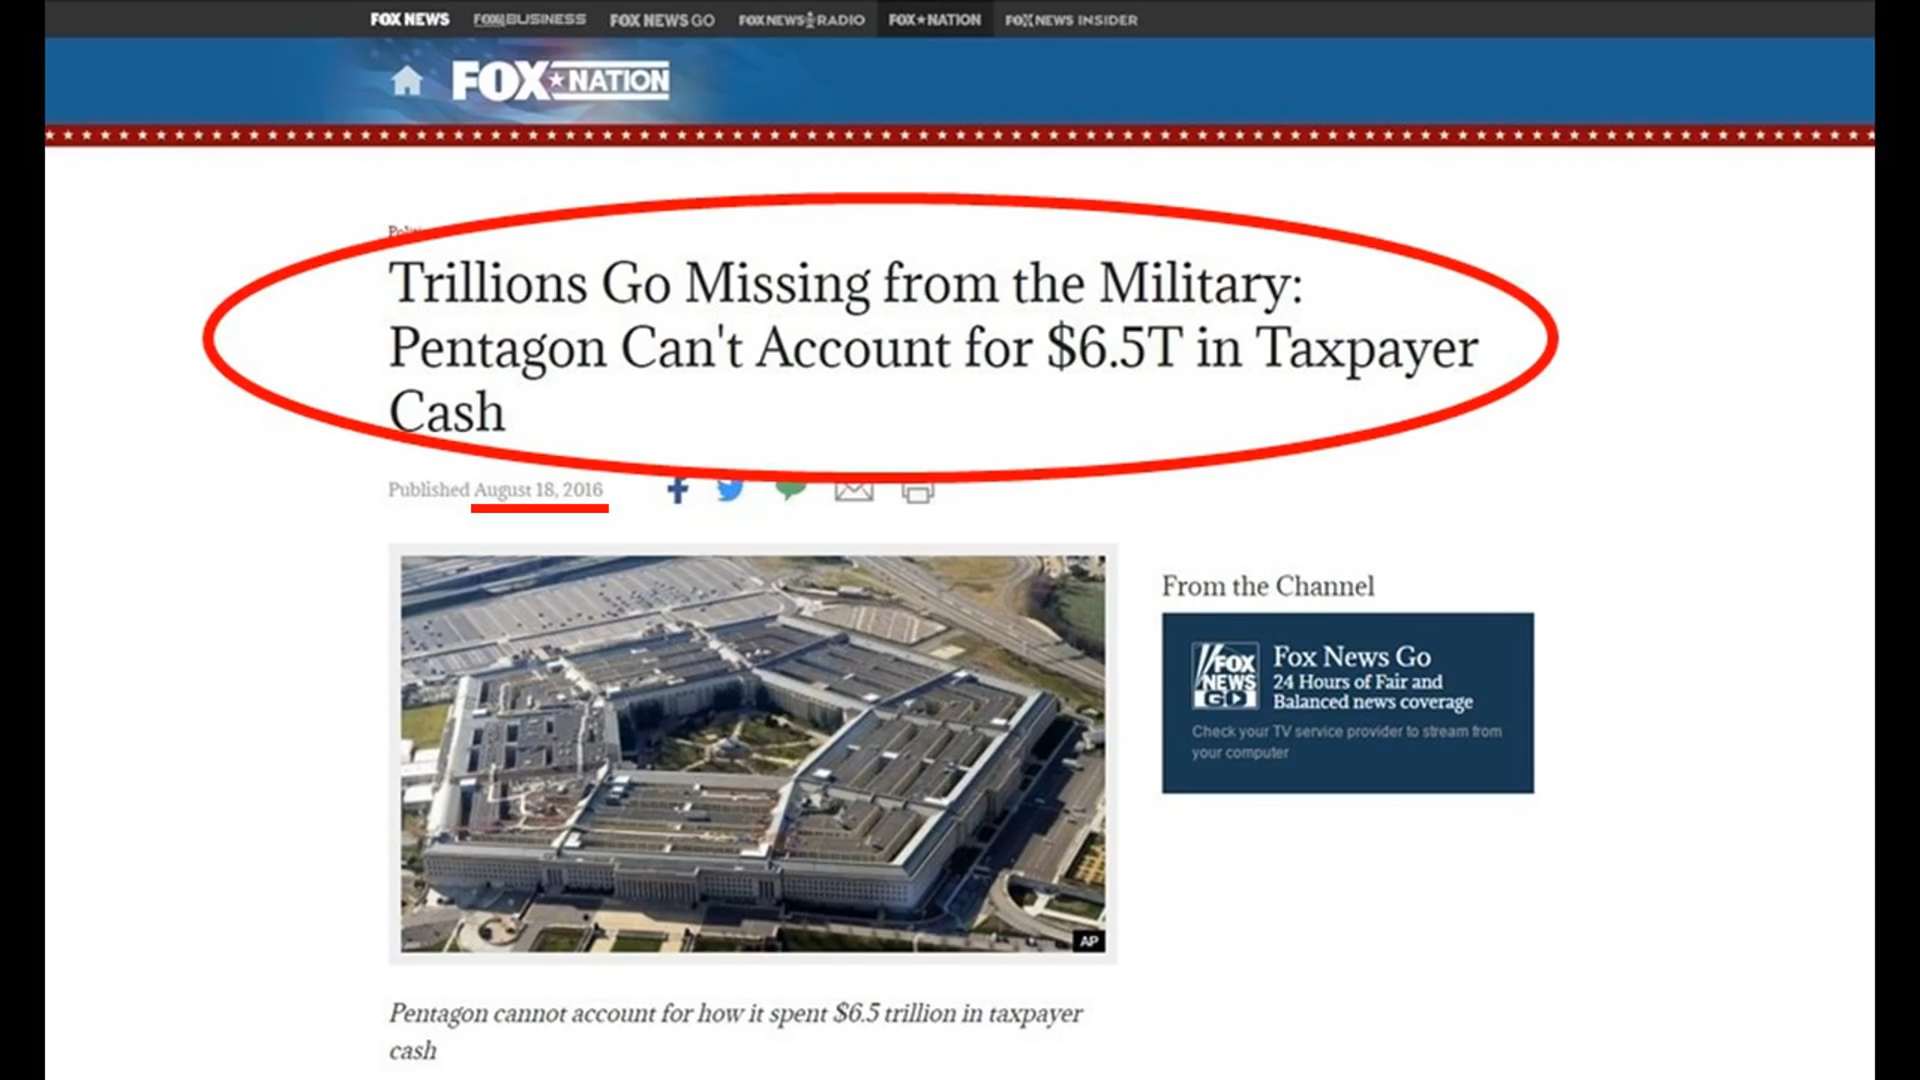 FOX NEWS FOX BUSINESS FOX NEWS GO FOX NEWS RADIO FOX NATION FOX NEWS INSIDER
FOX NATION
Trillions Go Missing from the Military:
Pentagon Can't Account for $6.5T in Taxpayer
Cash
Published August 18, 2016
AP
From the Channel
FOX
NEWS
GO
Fox News Go
24 Hours of Fair and
Balanced news coverage
Check your TV service provider to stream from
your computer
Pentagon cannot account for how it spent $6.5 trillion in taxpayer
cash